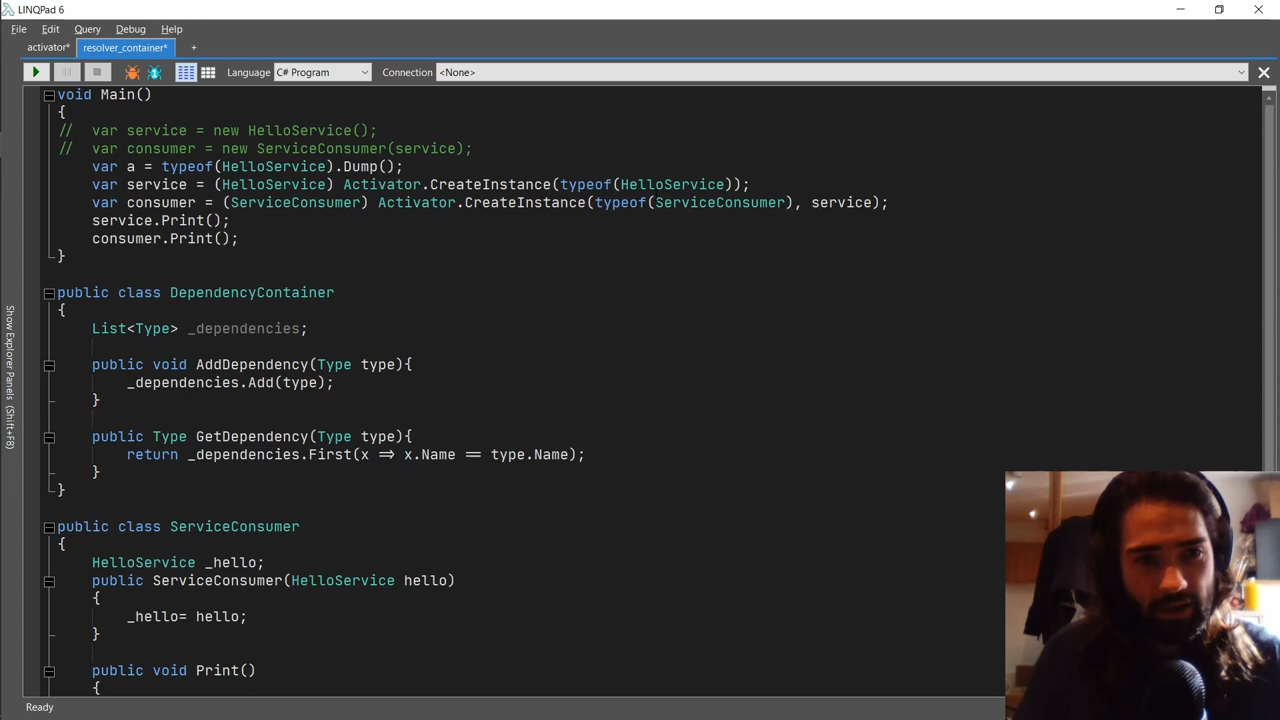 LINQPad 6
File Edit Query Debug Help
activator* resolver_container* +
Language C# Program Connection <None>
void Main()
{
// var service = new HelloService();
// var consumer = new ServiceConsumer(service);
var a = typeof(HelloService).Dump();
var service = (HelloService) Activator.CreateInstance(typeof(HelloService));
var consumer = (ServiceConsumer) Activator.CreateInstance(typeof(ServiceConsumer), service);
service.Print();
consumer.Print();
}
public class DependencyContainer
{
List<Type> _dependencies;
public void AddDependency(Type type){
_dependencies.Add(type);
}
public Type GetDependency(Type type){
return _dependencies.First(x => x.Name == type.Name);
}
}
public class ServiceConsumer
{
HelloService _hello;
public ServiceConsumer(HelloService hello)
{
_hello= hello;
}
public void Print()
{
Show Explorer Panels (Shift+F8)
Ready